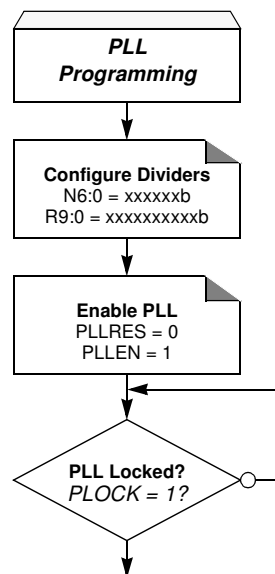 PLL
Programming
Configure Dividers
N6:0 = xxxxxxb
R9:0 = xxxxxxxxxxb
Enable PLL
PLLRES = 0
PLLEN = 1
PLL Locked?
PLOCK = 1?